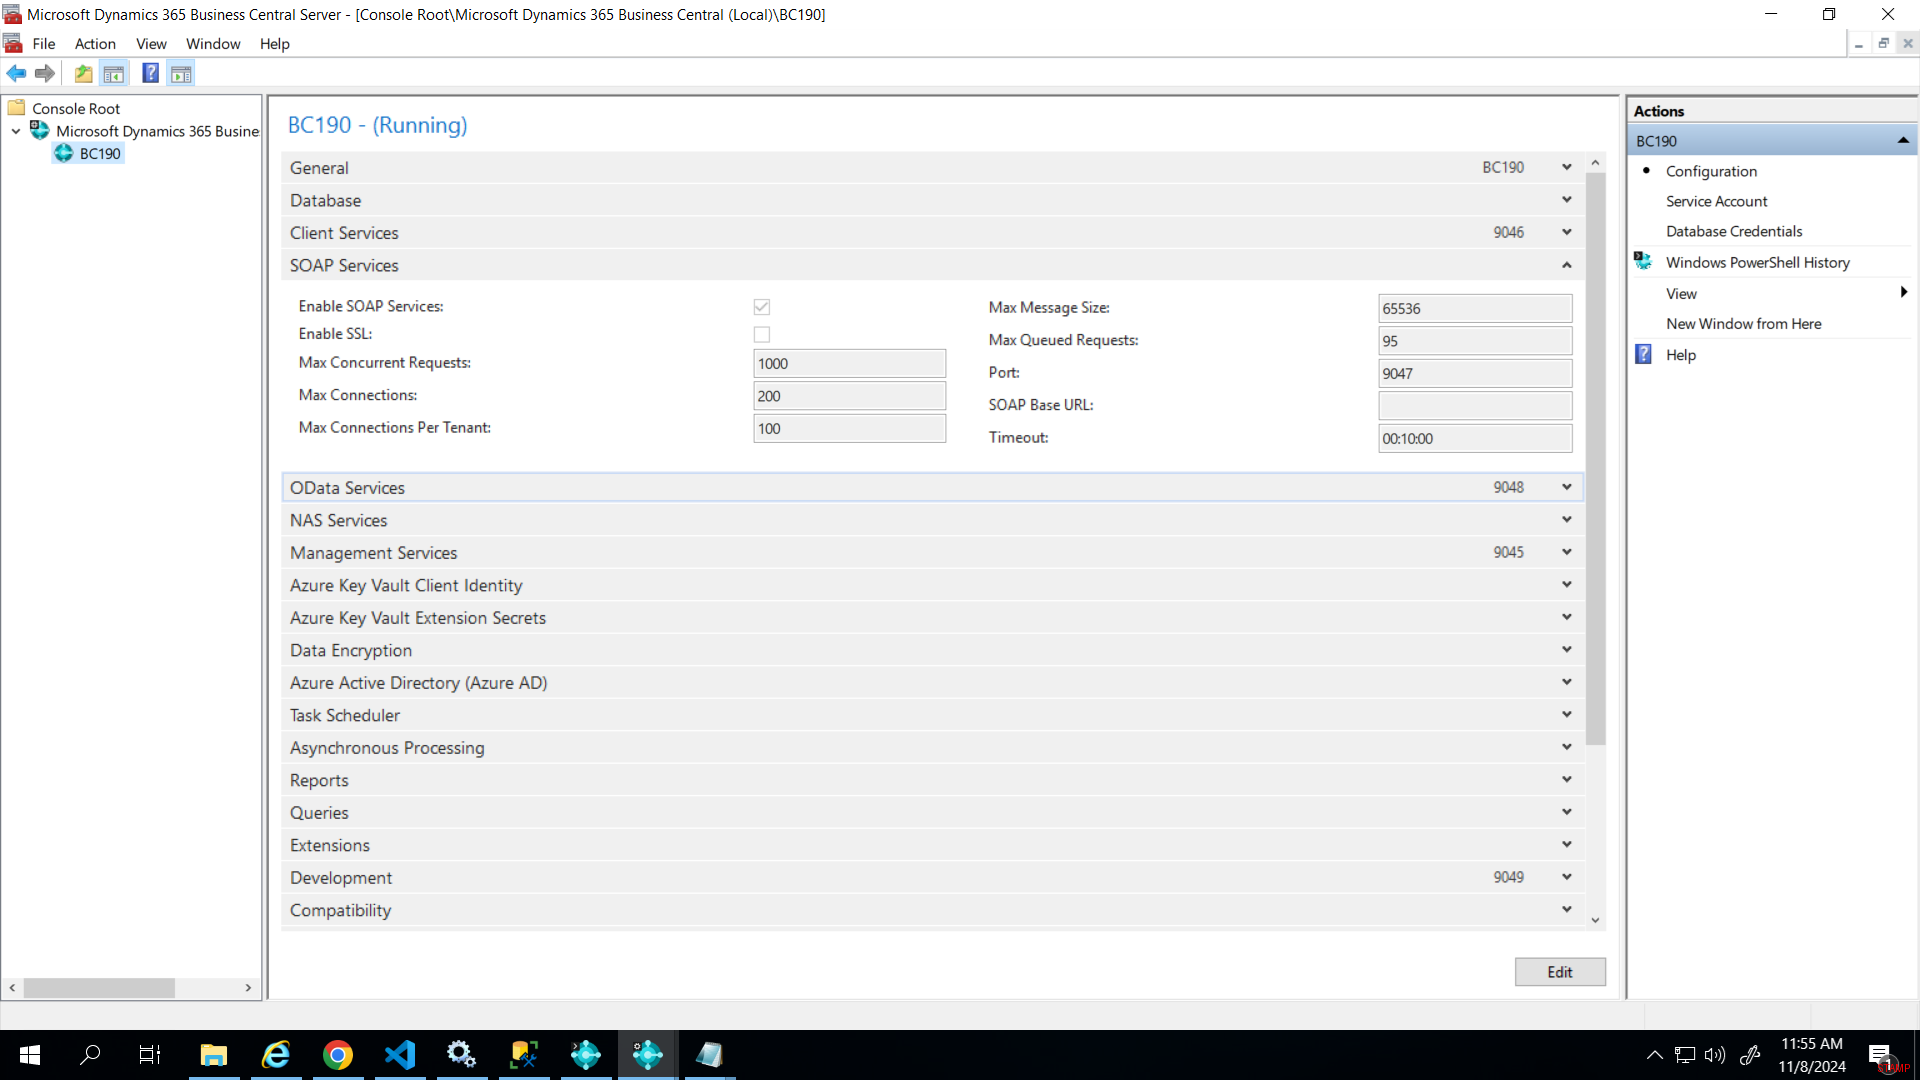 Microsoft Dynamics 365 Business Central Server - [Console Root\Microsoft Dynamics 365 Business Central (Local)\BC190]
File Action View Window Help
Console Root
Microsoft Dynamics 365 Busine
BC190
BC190 - (Running)
General BC190
Database
Client Services 9046
SOAP Services
Enable SOAP Services:
Enable SSL:
Max Concurrent Requests: 1000
Max Connections: 200
Max Connections Per Tenant: 100
Max Message Size: 65536
Max Queued Requests: 95
Port: 9047
SOAP Base URL:
Timeout: 00:10:00
OData Services 9048
NAS Services
Management Services 9045
Azure Key Vault Client Identity
Azure Key Vault Extension Secrets
Data Encryption
Azure Active Directory (Azure AD)
Task Scheduler
Asynchronous Processing
Reports
Queries
Extensions
Development 9049
Compatibility
Edit
Actions
BC190
Configuration
Service Account
Database Credentials
Windows PowerShell History
View
New Window from Here
Help
11:55 AM
11/8/2024
1